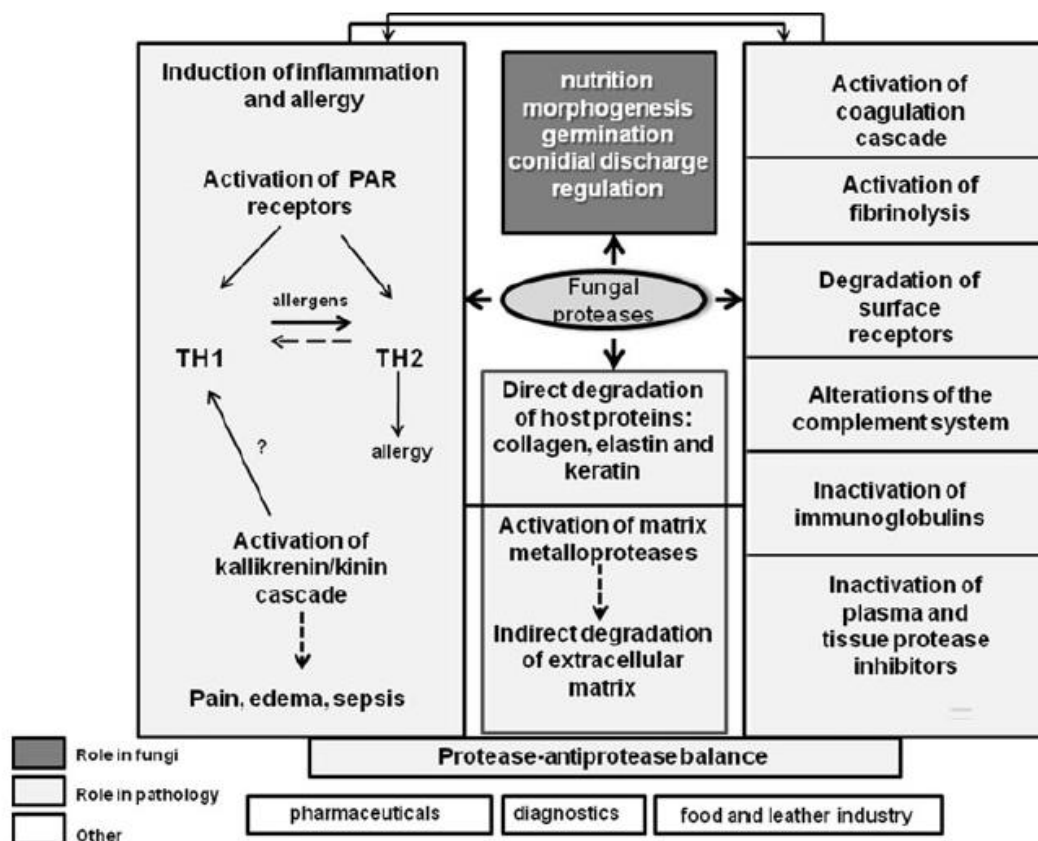 Induction of inflammation
and allergy
Activation of PAR
receptors
allergens
TH1
TH2
allergy
?
Activation of
kallikrenin/kinin
cascade
Pain, edema, sepsis
nutrition
morphogenesis
germination
conidial discharge
regulation
Fungal
proteases
Direct degradation
of host proteins:
collagen, elastin and
keratin
Activation of matrix
metalloproteases
Indirect degradation
of extracellular
matrix
Activation of
coagulation
cascade
Activation of
fibrinolysis
Degradation of
surface
receptors
Alterations of the
complement system
Inactivation of
immunoglobulins
Inactivation of
plasma and
tissue protease
inhibitors
Protease-antiprotease balance
Role in fungi
Role in pathology
Other
pharmaceuticals
diagnostics
food and leather industry